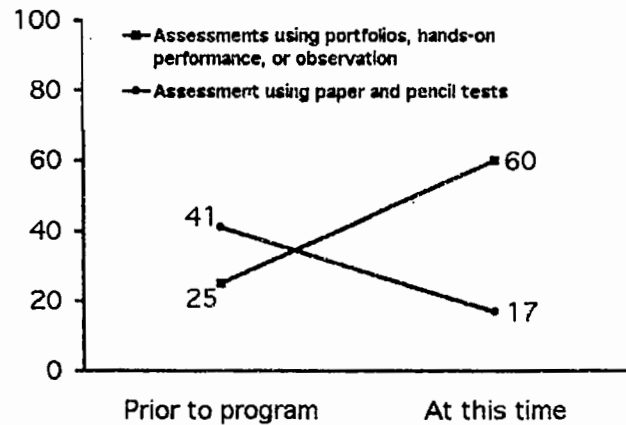 100
80
60
40
20
0
Assessments using portfolios, hands-on
performance, or observation
Assessment using paper and pencil tests
60
41
25
17
Prior to program At this time